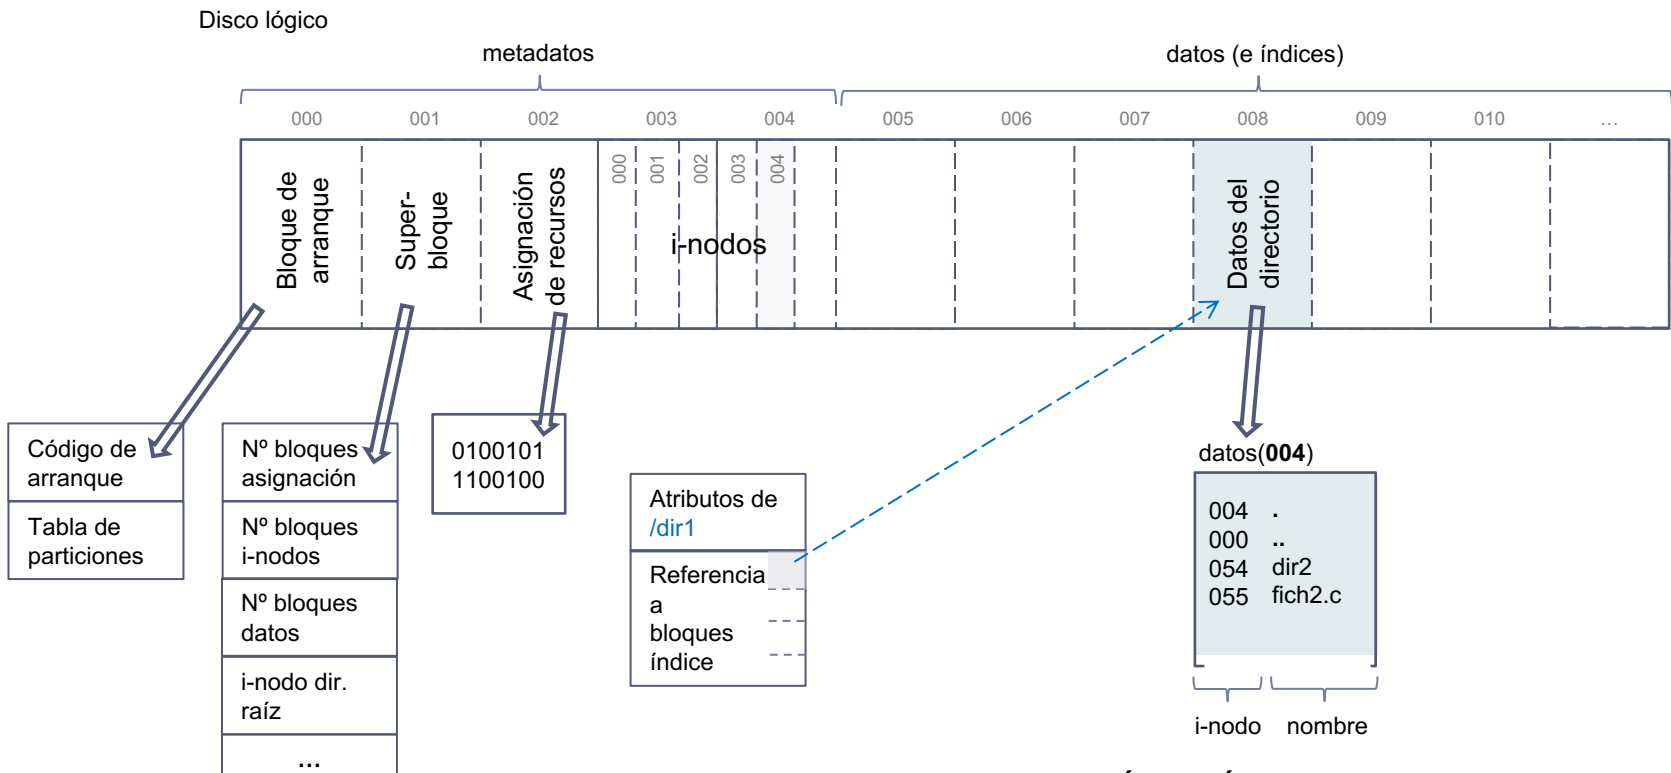 Disco lógico
metadatos
datos (e índices)
000 001 002 003 004 005 006 007 008 009 010 ...
000
001
002
003
004
Bloque de
arranque
Super-
bloque
Asignación
de recursos
i-nodos
Datos del
directorio
Código de
arranque
Tabla de
particiones
Nº bloques
asignación
Nº bloques
i-nodos
Nº bloques
datos
i-nodo dir.
raíz
...
0100101
1100100
Atributos de
/dir1
Referencia
a
bloques
índice
datos(004)
004 .
000 ..
054 dir2
055 fich2.c
i-nodo nombre